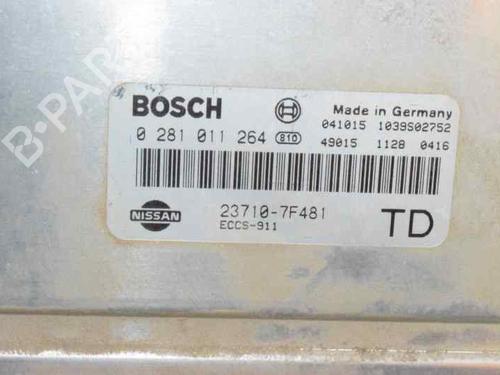 BOSCH
Made in Germany
041015 1039S02752
0 281 011 264 810
49015 1128 0416
NISSAN
23710-7F481
ECCS-911
TD
B-PARTS